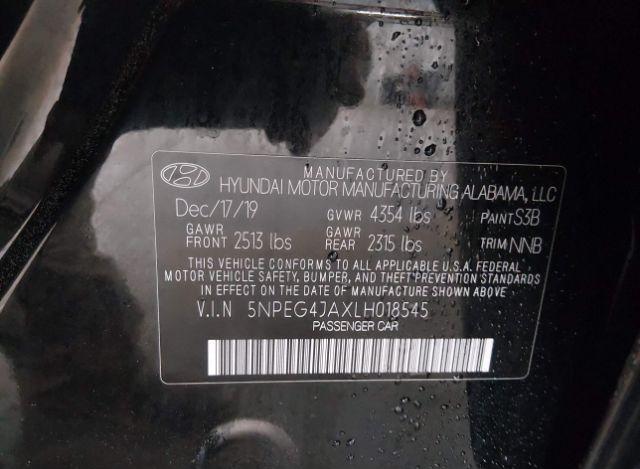 MANUFACTURED BY
HYUNDAI MOTOR MANUFACTURING ALABAMA, LLC
Dec/17/19 GVWR 4354 lbs PAINT S3B
GAWR FRONT 2513 lbs GAWR REAR 2315 lbs TRIM NNB
THIS VEHICLE CONFORMS TO ALL APPLICABLE U.S.A. FEDERAL
MOTOR VEHICLE SAFETY, BUMPER, AND THEFT PREVENTION STANDARDS
IN EFFECT ON THE DATE OF MANUFACTURE SHOWN ABOVE.
V.I.N 5NPEG4JAXLH018545
PASSENGER CAR